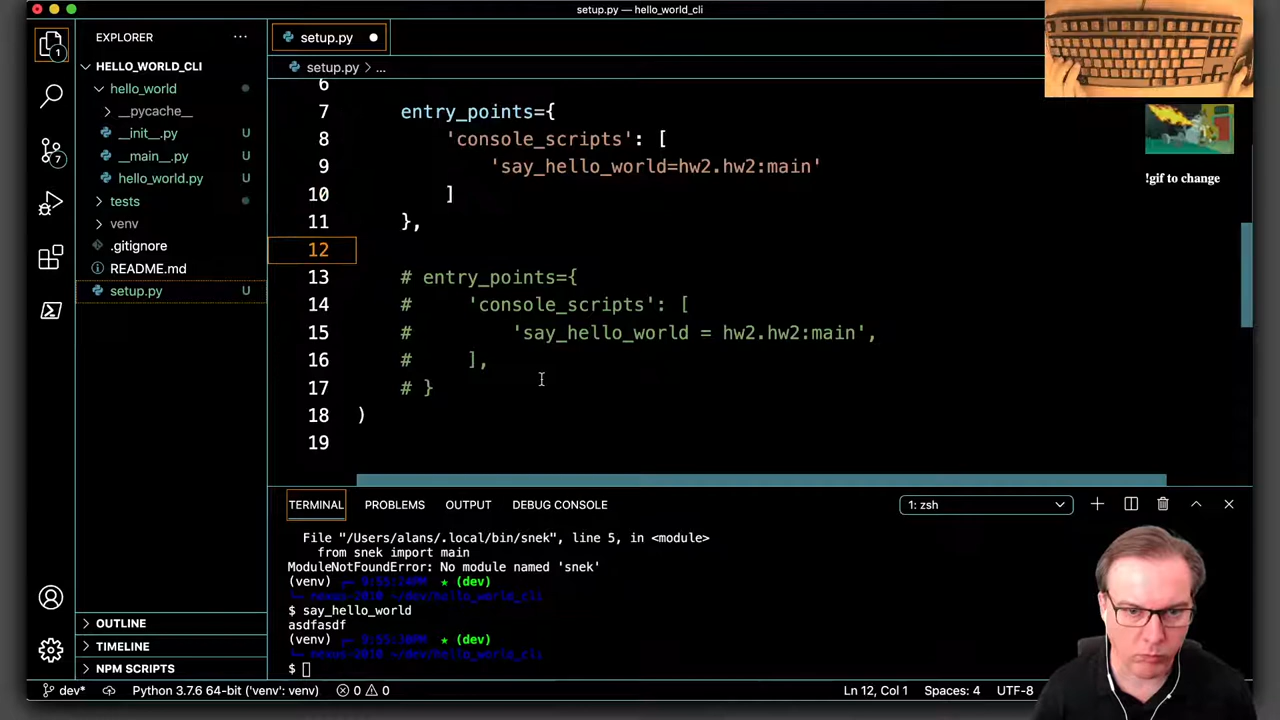 setup.py — hello_world_cli
EXPLORER ···
setup.py
HELLO_WORLD_CLI
setup.py > ...
hello_world
__pycache__
__init__.py U
__main__.py U
hello_world.py U
tests
venv
.gitignore
README.md
setup.py U
1
7
6
7 entry_points={
8 'console_scripts': [
9 'say_hello_world=hw2.hw2:main'
10 ]
11 },
12
13 # entry_points={
14 # 'console_scripts': [
15 # 'say_hello_world = hw2.hw2:main',
16 # ],
17 # }
18 )
19
!gif to change
TERMINAL PROBLEMS OUTPUT DEBUG CONSOLE 1: zsh
File "/Users/alans/.local/bin/snek", line 5, in <module>
from snek import main
ModuleNotFoundError: No module named 'snek'
(venv) 9:55:24PM ★ (dev)
nexus-2010 ~/dev/hello_world_cli
$ say_hello_world
asdfasdf
(venv) 9:55:30PM ★ (dev)
nexus-2010 ~/dev/hello_world_cli
$
OUTLINE
TIMELINE
NPM SCRIPTS
dev* Python 3.7.6 64-bit ('venv': venv) 0 0 Ln 12, Col 1 Spaces: 4 UTF-8